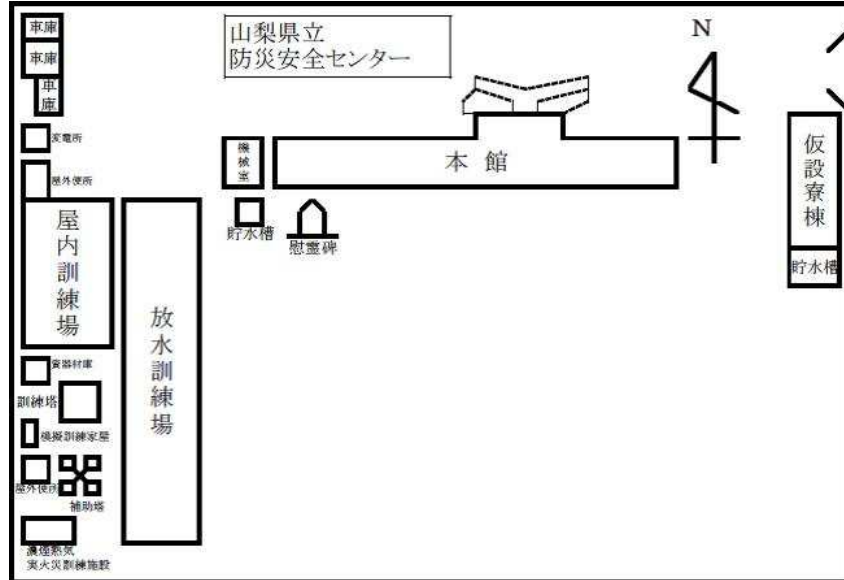 山梨県立
防災安全センター
N
車庫
車庫
車庫
変電所
屋外便所
屋内訓練場
放水訓練場
機械室
本館
貯水槽
慰霊碑
仮設寮棟
貯水槽
資器材庫
訓練塔
模擬訓練家屋
屋外便所
補助塔
濃煙熱気
実火災訓練施設